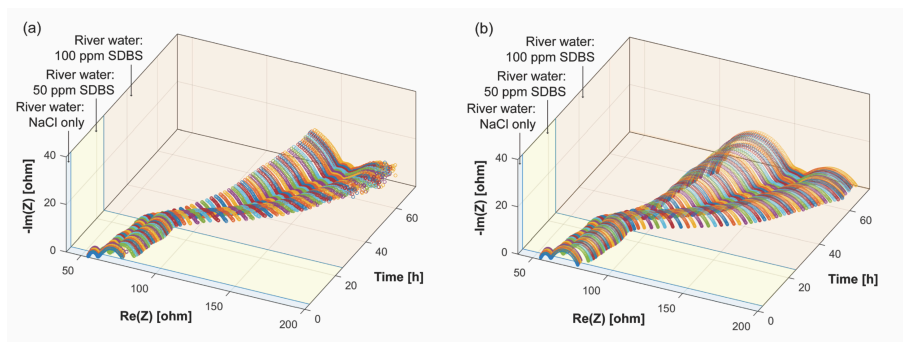 (a)
River water:
100 ppm SDBS
River water:
50 ppm SDBS
River water:
NaCl only
40
20
0
-Im(Z) [ohm]
50
100
150
200
Re(Z) [ohm]
0
20
40
60
Time [h]
(b)
River water:
100 ppm SDBS
River water:
50 ppm SDBS
River water:
NaCl only
40
20
0
-Im(Z) [ohm]
50
100
150
200
Re(Z) [ohm]
0
20
40
60
Time [h]